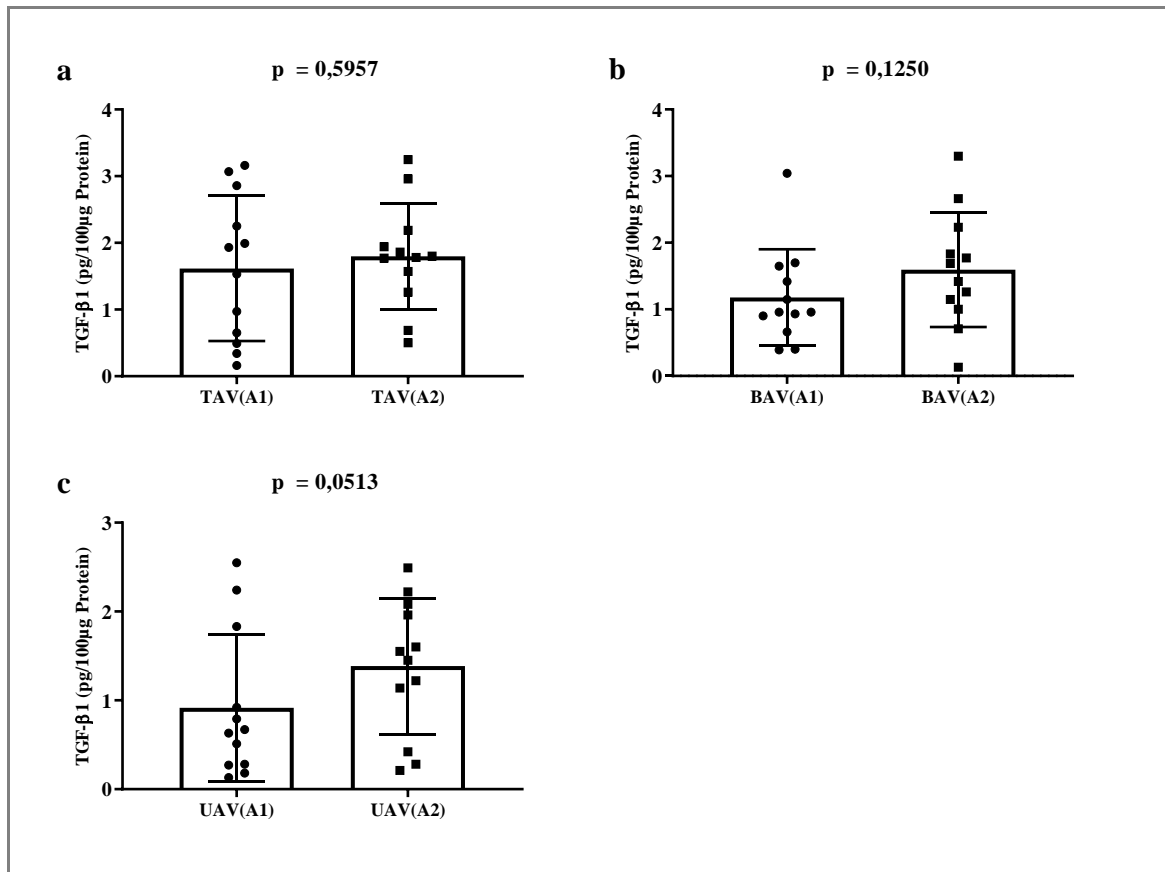 a
p = 0,5957
TGF-β1 (pg/100µg Protein)
4
3
2
1
0
TAV(A1) TAV(A2)
b
p = 0,1250
TGF-β1 (pg/100µg Protein)
4
3
2
1
0
BAV(A1) BAV(A2)
c
p = 0,0513
TGF-β1 (pg/100µg Protein)
3
2
1
0
UAV(A1) UAV(A2)